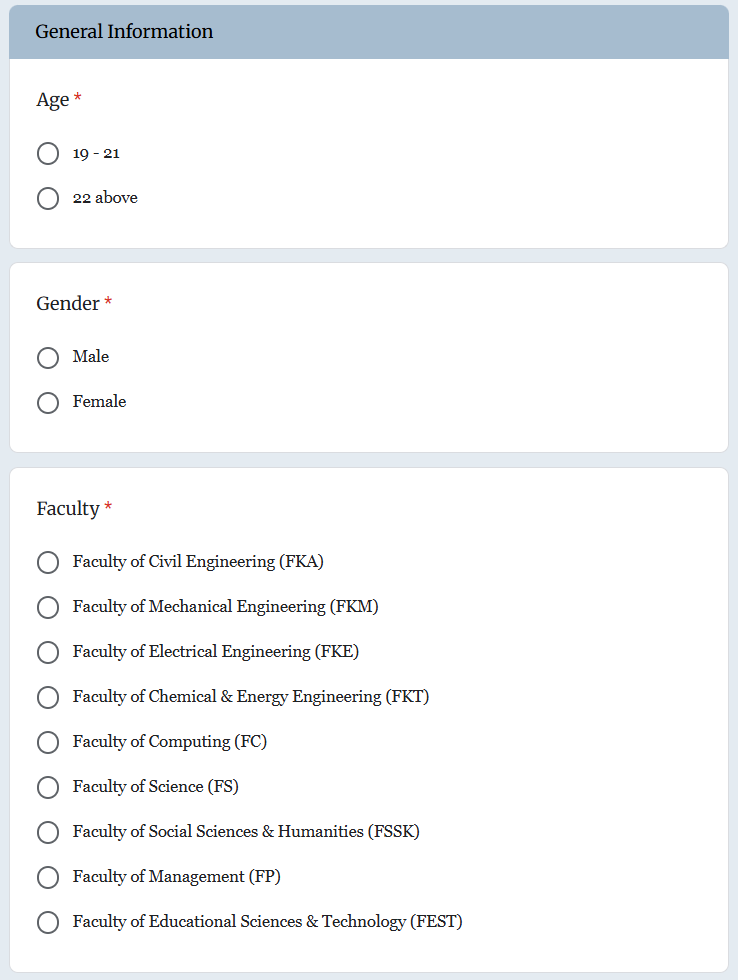 General Information
Age *
19 - 21
22 above
Gender *
Male
Female
Faculty *
Faculty of Civil Engineering (FKA)
Faculty of Mechanical Engineering (FKM)
Faculty of Electrical Engineering (FKE)
Faculty of Chemical & Energy Engineering (FKT)
Faculty of Computing (FC)
Faculty of Science (FS)
Faculty of Social Sciences & Humanities (FSSK)
Faculty of Management (FP)
Faculty of Educational Sciences & Technology (FEST)